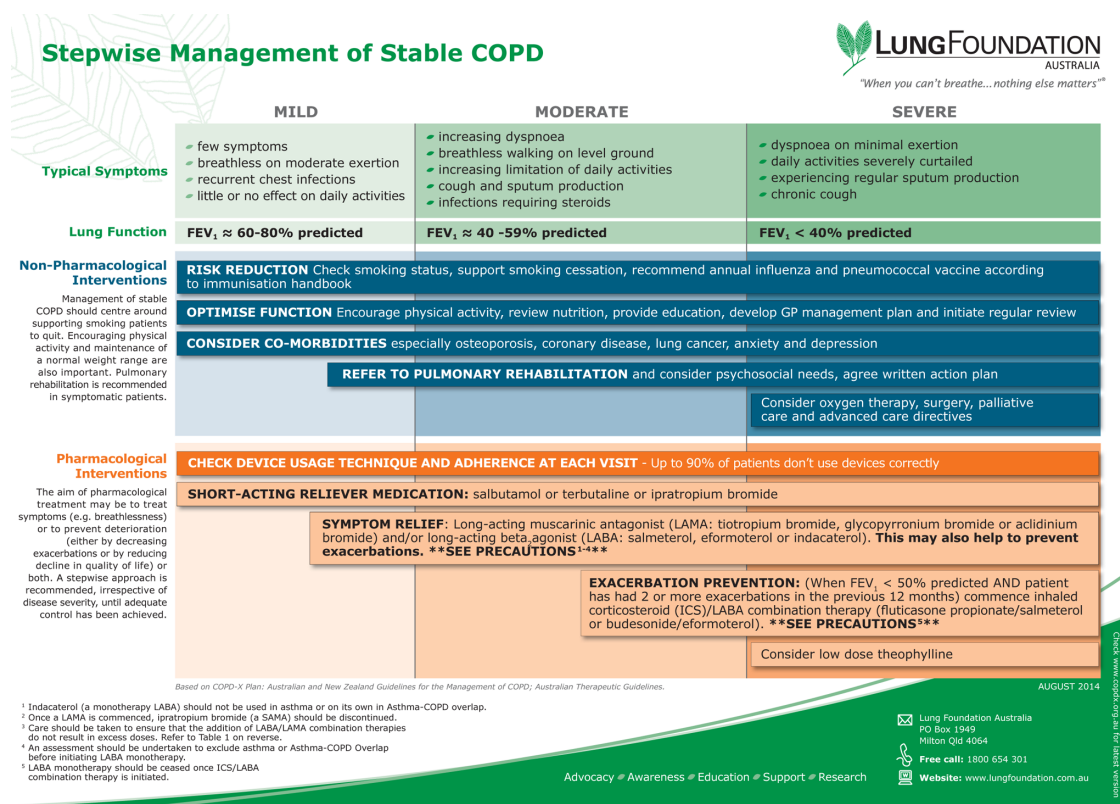 Stepwise Management of Stable COPD
LUNG FOUNDATION
AUSTRALIA
"When you can't breathe...nothing else matters"®
MILD
MODERATE
SEVERE
Typical Symptoms
few symptoms
breathless on moderate exertion
recurrent chest infections
little or no effect on daily activities
increasing dyspnoea
breathless walking on level ground
increasing limitation of daily activities
cough and sputum production
infections requiring steroids
dyspnoea on minimal exertion
daily activities severely curtailed
experiencing regular sputum production
chronic cough
Lung Function
FEV₁ ≈ 60-80% predicted
FEV₁ ≈ 40 -59% predicted
FEV₁ < 40% predicted
Non-Pharmacological
Interventions
Management of stable
COPD should centre around
supporting smoking patients
to quit. Encouraging physical
activity and maintenance of
a normal weight range are
also important. Pulmonary
rehabilitation is recommended
in symptomatic patients.
RISK REDUCTION Check smoking status, support smoking cessation, recommend annual influenza and pneumococcal vaccine according
to immunisation handbook
OPTIMISE FUNCTION Encourage physical activity, review nutrition, provide education, develop GP management plan and initiate regular review
CONSIDER CO-MORBIDITIES especially osteoporosis, coronary disease, lung cancer, anxiety and depression
REFER TO PULMONARY REHABILITATION and consider psychosocial needs, agree written action plan
Consider oxygen therapy, surgery, palliative
care and advanced care directives
Pharmacological
Interventions
The aim of pharmacological
treatment may be to treat
symptoms (e.g. breathlessness)
or to prevent deterioration
(either by decreasing
exacerbations or by reducing
decline in quality of life) or
both. A stepwise approach is
recommended, irrespective of
disease severity, until adequate
control has been achieved.
CHECK DEVICE USAGE TECHNIQUE AND ADHERENCE AT EACH VISIT - Up to 90% of patients don't use devices correctly
SHORT-ACTING RELIEVER MEDICATION: salbutamol or terbutaline or ipratropium bromide
SYMPTOM RELIEF: Long-acting muscarinic antagonist (LAMA: tiotropium bromide, glycopyrronium bromide or aclidinium
bromide) and/or long-acting beta₂agonist (LABA: salmeterol, eformoterol or indacaterol). This may also help to prevent
exacerbations. **SEE PRECAUTIONS¹⁻⁴**
EXACERBATION PREVENTION: (When FEV₁ < 50% predicted AND patient
has had 2 or more exacerbations in the previous 12 months) commence inhaled
corticosteroid (ICS)/LABA combination therapy (fluticasone propionate/salmeterol
or budesonide/eformoterol). **SEE PRECAUTIONS⁵**
Consider low dose theophylline
Based on COPD-X Plan: Australian and New Zealand Guidelines for the Management of COPD; Australian Therapeutic Guidelines.
AUGUST 2014
¹ Indacaterol (a monotherapy LABA) should not be used in asthma or on its own in Asthma-COPD overlap.
² Once a LAMA is commenced, ipratropium bromide (a SAMA) should be discontinued.
³ Care should be taken to ensure that the addition of LABA/LAMA combination therapies
do not result in excess doses. Refer to Table 1 on reverse.
⁴ An assessment should be undertaken to exclude asthma or Asthma-COPD Overlap
before initiating LABA monotherapy.
⁵ LABA monotherapy should be ceased once ICS/LABA
combination therapy is initiated.
Advocacy Awareness Education Support Research
Lung Foundation Australia
PO Box 1949
Milton Qld 4064
Free call: 1800 654 301
Website: www.lungfoundation.com.au
Check www.copdx.org.au for latest version